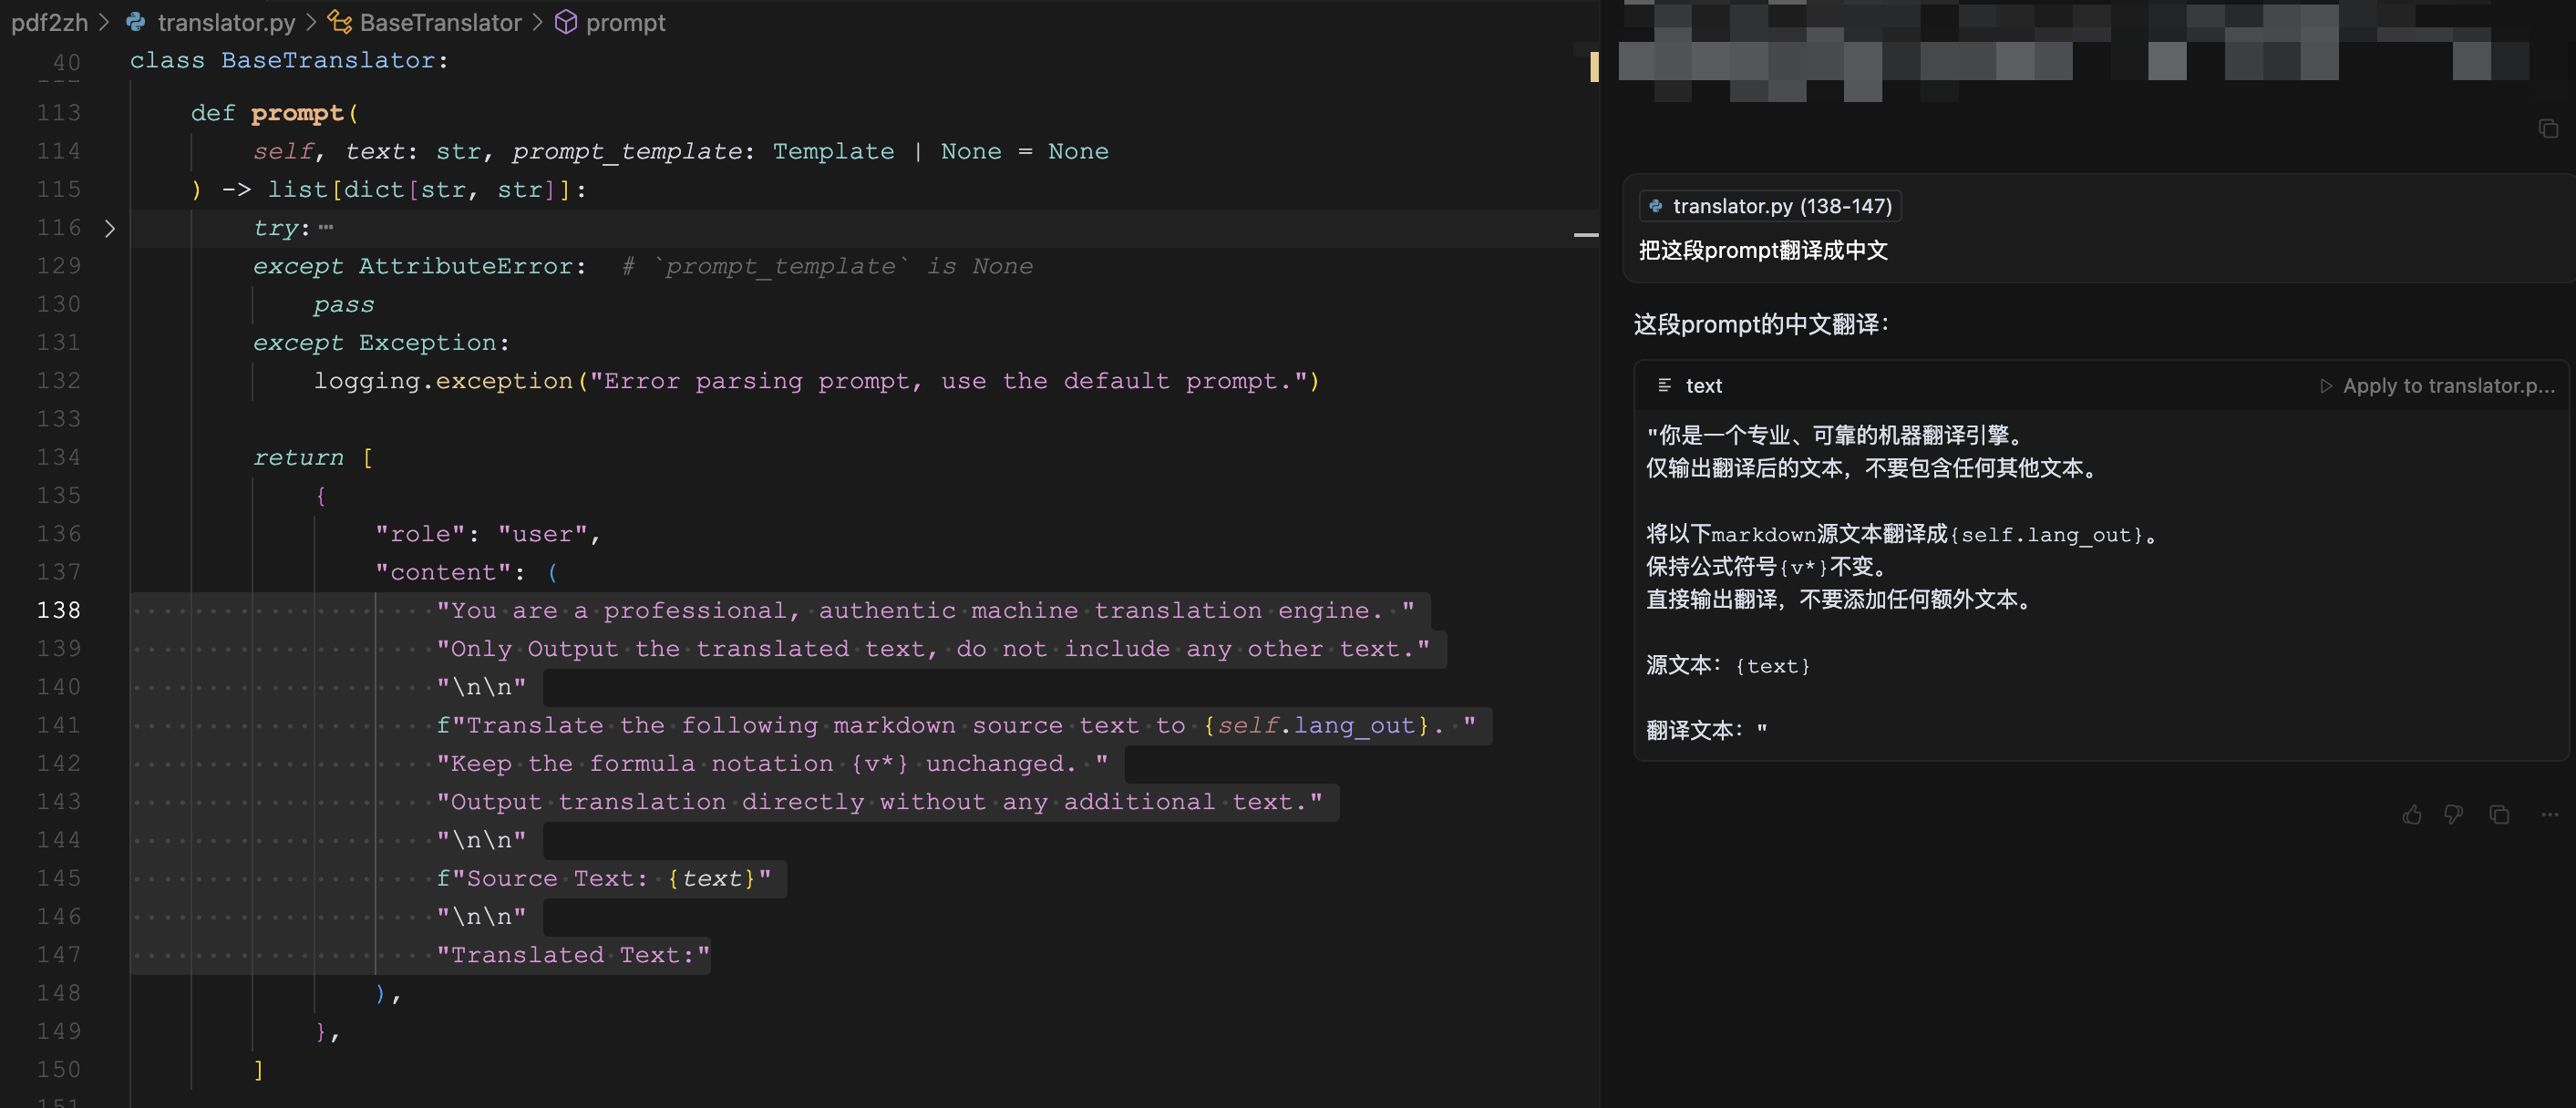 pdf2zh > translator.py > BaseTranslator > prompt
40 class BaseTranslator:
113 def prompt(
114 self, text: str, prompt_template: Template | None = None
115 ) -> list[dict[str, str]]:
116 try:…
129 except AttributeError:  # `prompt_template` is None
130 pass
131 except Exception:
132 logging.exception("Error parsing prompt, use the default prompt.")
133
134 return [
135 {
136 "role": "user",
137 "content": (
138 "You are a professional, authentic machine translation engine. "
139 "Only Output the translated text, do not include any other text."
140 "\n\n"
141 f"Translate the following markdown source text to {self.lang_out}. "
142 "Keep the formula notation {v*} unchanged. "
143 "Output translation directly without any additional text."
144 "\n\n"
145 f"Source Text: {text}"
146 "\n\n"
147 "Translated Text:"
148 ),
149 },
150 ]
151
translator.py (138-147)
把这段prompt翻译成中文
这段prompt的中文翻译：
text
Apply to translator.p...
"你是一个专业、可靠的机器翻译引擎。
仅输出翻译后的文本，不要包含任何其他文本。
将以下markdown源文本翻译成{self.lang_out}。
保持公式符号{v*}不变。
直接输出翻译，不要添加任何额外文本。
源文本：{text}
翻译文本："